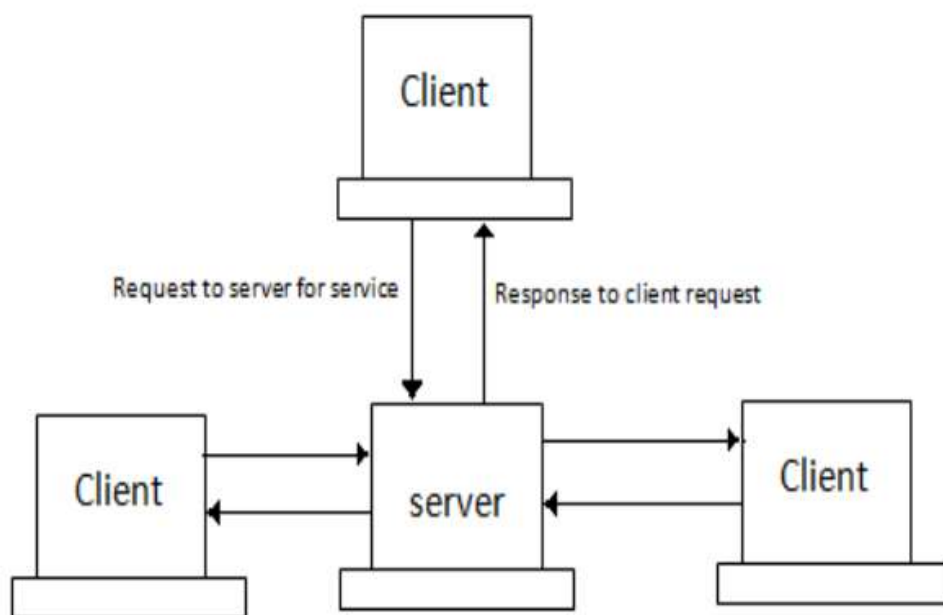 Client
Request to server for service
Response to client request
Client
server
Client